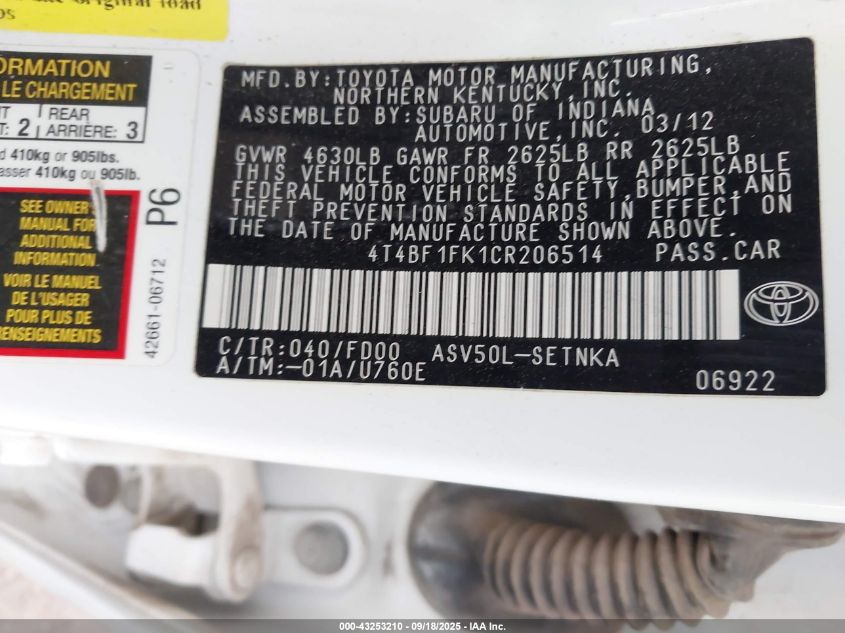 original load
ORMATION
LE CHARGEMENT
REAR
2 ARRIÈRE: 3
410kg or 905lbs.
asser 410kg ou 905lb.
SEE OWNER'S
MANUAL FOR
ADDITIONAL
INFORMATION
VOIR LE MANUEL
DE L'USAGER
POUR PLUS DE
RENSEIGNEMENTS
42661-06712 P6
MFD.BY:TOYOTA MOTOR MANUFACTURING,
NORTHERN KENTUCKY,INC.
ASSEMBLED BY:SUBARU OF INDIANA
AUTOMOTIVE,INC. 03/12
GVWR 4630LB GAWR FR 2625LB RR 2625LB
THIS VEHICLE CONFORMS TO ALL APPLICABLE
FEDERAL MOTOR VEHICLE SAFETY,BUMPER,AND
THEFT PREVENTION STANDARDS IN EFFECT ON
THE DATE OF MANUFACTURE SHOWN ABOVE.
4T4BF1FK1CR206514 PASS.CAR
C/TR:040/FD00 ASV50L-SETNKA
A/TM:-01A/U760E
06922
000-43253210 - 09/18/2025 - IAA Inc.